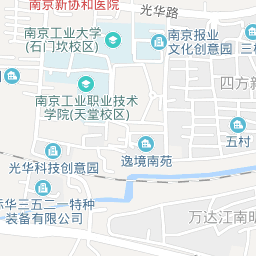 南京新协和医院
光华路
南京工业大学
(石门坎校区)
南京报业
文化创意园
四方新
南京工业职业技术
学院(天堂校区)
五村
逸境南苑
光华科技创意园
际华三五二一特种
装备有限公司
万达江南明